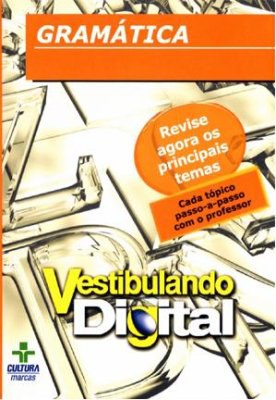 GRAMÁTICA
Revise
agora os
principais
temas
Cada tópico
passo-a-passo
com o professor
Vestibulando
Digital
CULTURA
marcas